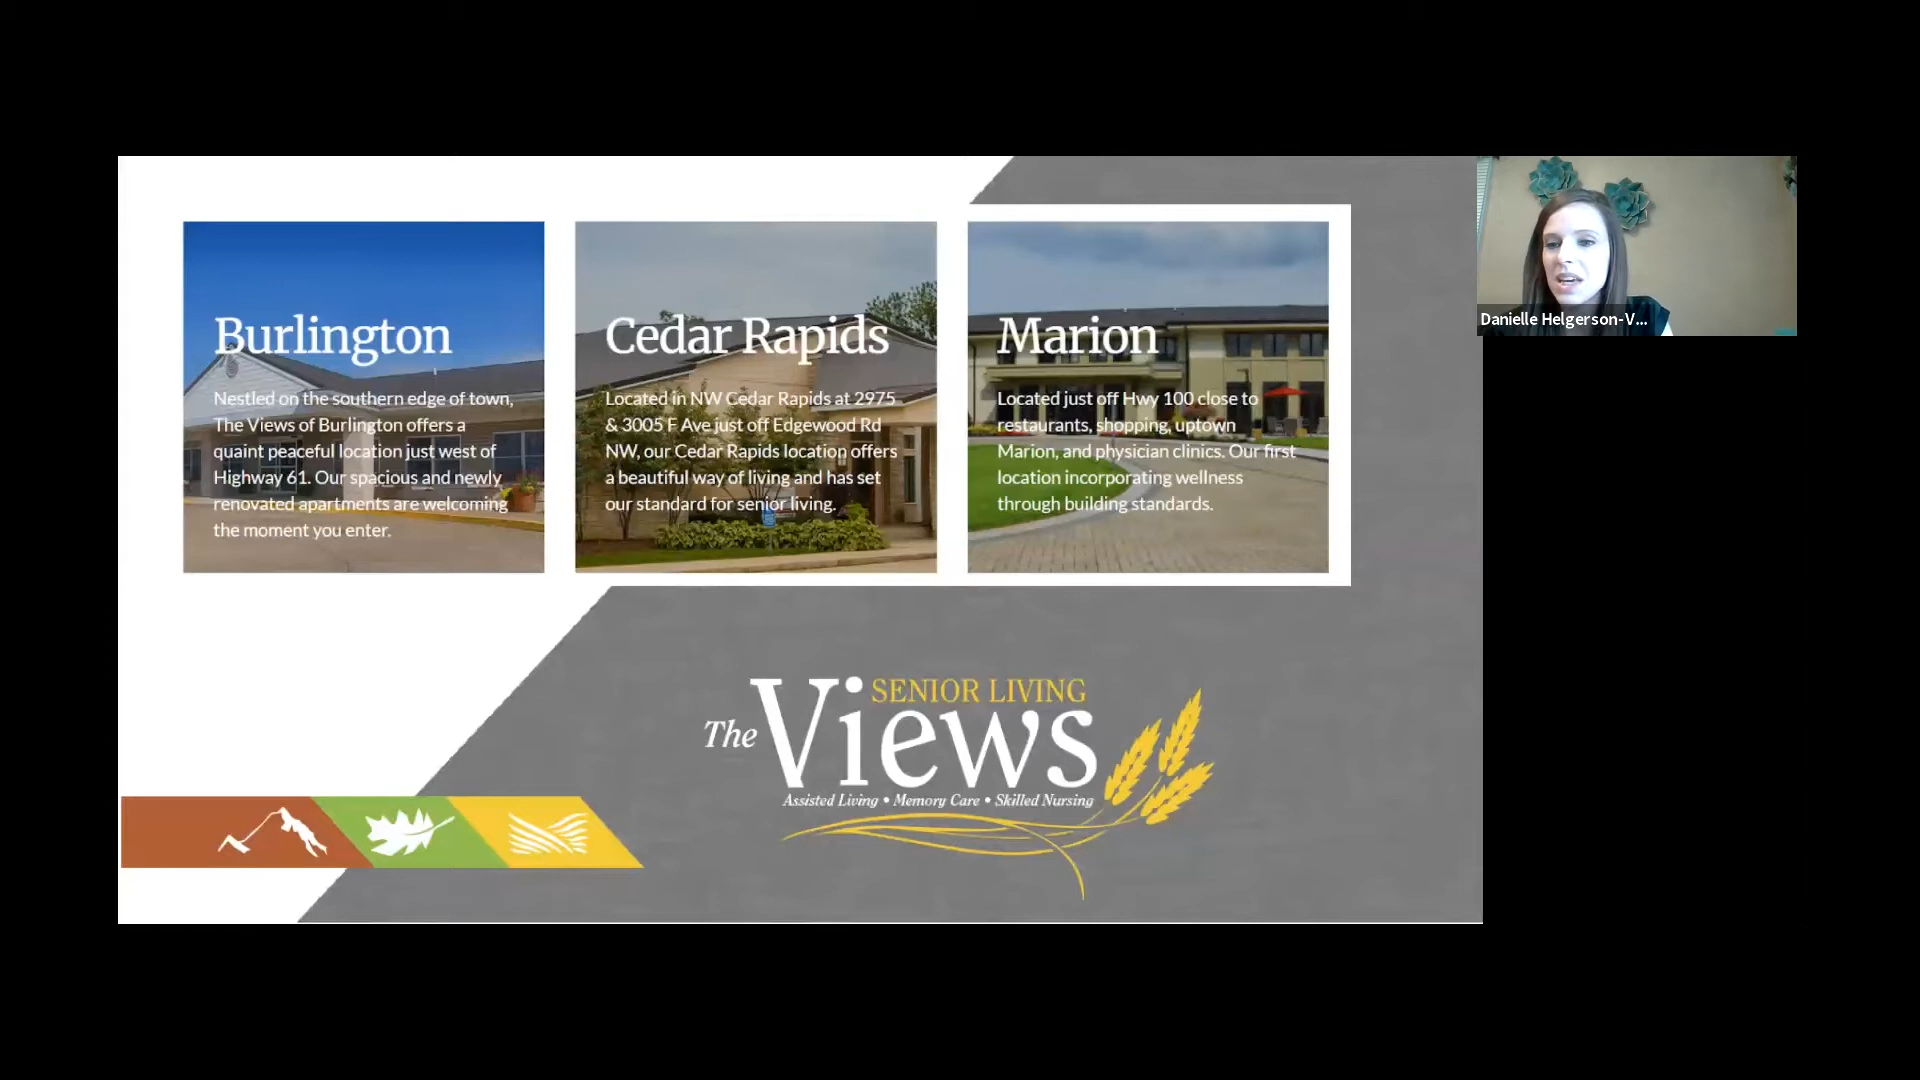 Burlington
Nestled on the southern edge of town,
The Views of Burlington offers a
quaint peaceful location just west of
Highway 61. Our spacious and newly
renovated apartments are welcoming
the moment you enter.
Cedar Rapids
Located in NW Cedar Rapids at 2975
& 3005 F Ave just off Edgewood Rd
NW, our Cedar Rapids location offers
a beautiful way of living and has set
our standard for senior living.
Marion
Located just off Hwy 100 close to
restaurants, shopping, uptown
Marion, and physician clinics. Our first
location incorporating wellness
through building standards.
Danielle Helgerson-V...
SENIOR LIVING
The Views
Assisted Living • Memory Care • Skilled Nursing